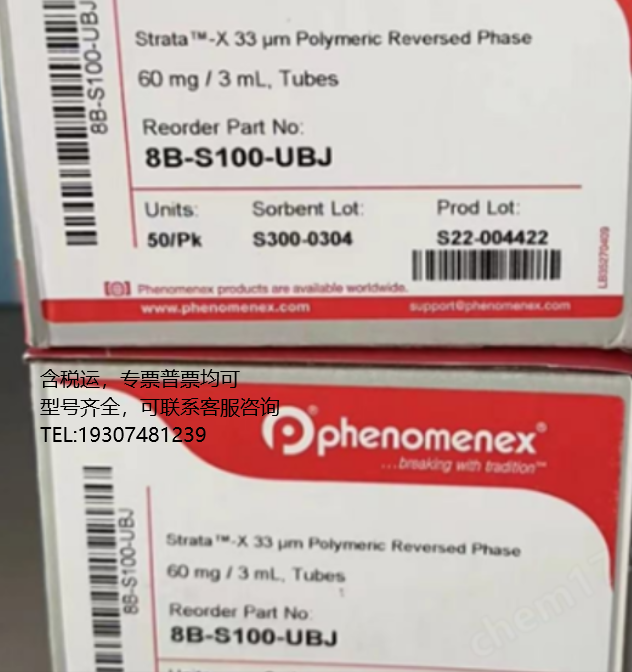 8B-S100-UBJ
Strata™-X 33 µm Polymeric Reversed Phase
60 mg / 3 mL, Tubes
Reorder Part No:
8B-S100-UBJ
Units: Sorbent Lot: Prod Lot:
50/Pk S300-0304 S22-004422
Phenomenex products are available worldwide.
www.phenomenex.com support@phenomenex.com
含税运，专票普票均可
型号齐全，可联系客服咨询
TEL:19307481239
phenomenex®
...breaking with tradition™
8B-S100-UBJ
Strata™-X 33 µm Polymeric Reversed Phase
60 mg / 3 mL, Tubes
Reorder Part No:
8B-S100-UBJ